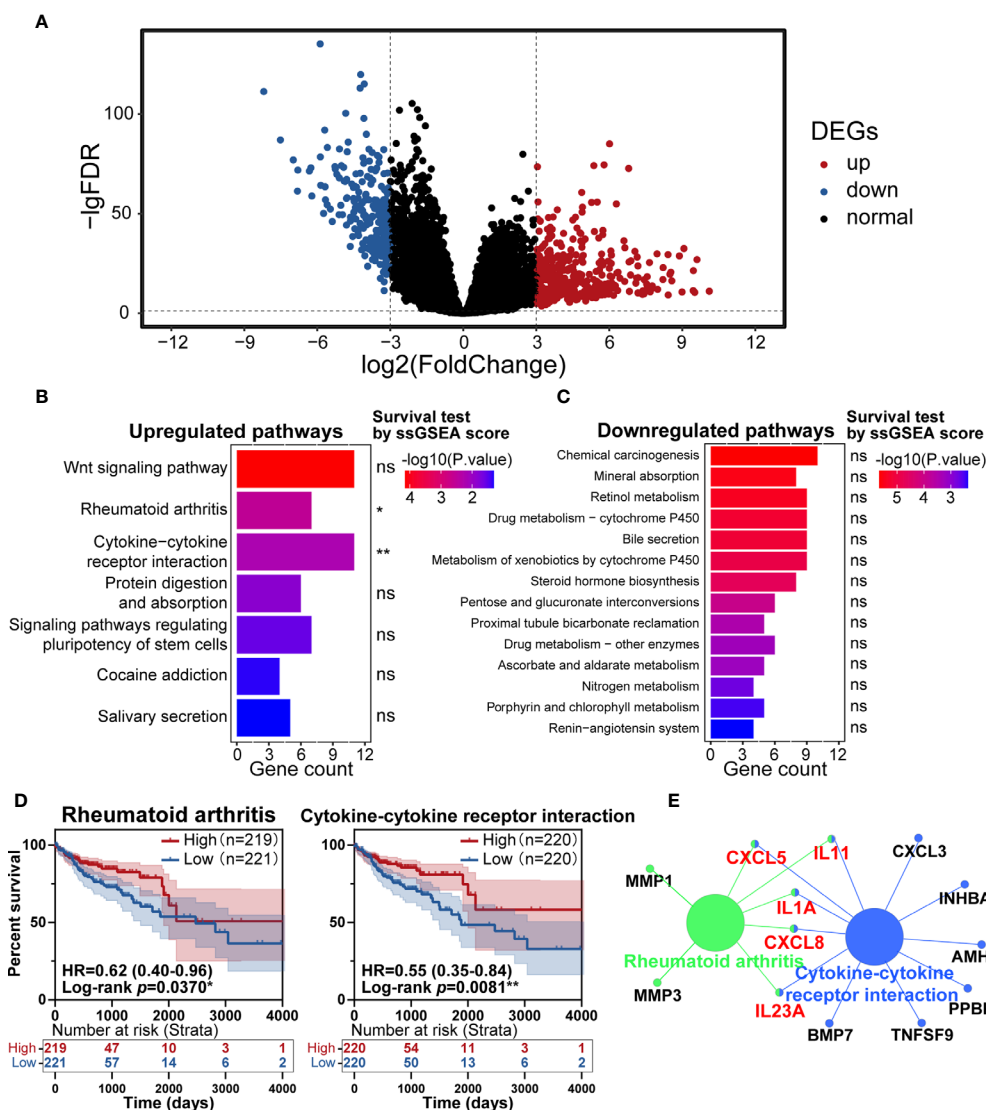 A
−lgFDR
100
50
0
−12
−9
−6
−3
0
3
6
9
12
log2(FoldChange)
DEGs
up
down
normal
B
Upregulated pathways
Survival test
by ssGSEA score
-log10(P.value)
4 3 2
Wnt signaling pathway ns
Rheumatoid arthritis *
Cytokine−cytokine
receptor interaction **
Protein digestion
and absorption ns
Signaling pathways regulating
pluripotency of stem cells ns
Cocaine addiction ns
Salivary secretion ns
0 3 6 9 12
Gene count
C
Downregulated pathways
Survival test
by ssGSEA score
-log10(P.value)
5 4 3
Chemical carcinogenesis ns
Mineral absorption ns
Retinol metabolism ns
Drug metabolism − cytochrome P450 ns
Bile secretion ns
Metabolism of xenobiotics by cytochrome P450 ns
Steroid hormone biosynthesis ns
Pentose and glucuronate interconversions ns
Proximal tubule bicarbonate reclamation ns
Drug metabolism − other enzymes ns
Ascorbate and aldarate metabolism ns
Nitrogen metabolism ns
Porphyrin and chlorophyll metabolism ns
Renin−angiotensin system ns
0 3 6 9 12
Gene count
D
Rheumatoid arthritis
Percent survival
100
50
0
High (n=219)
Low (n=221)
HR=0.62 (0.40-0.96)
Log-rank p=0.0370*
Number at risk (Strata)
High 219 47 10 3 1
Low 221 57 14 6 2
0 1000 2000 3000 4000
Time (days)
Cytokine-cytokine receptor interaction
100
50
0
High (n=220)
Low (n=220)
HR=0.55 (0.35-0.84)
Log-rank p=0.0081**
Number at risk (Strata)
High 220 54 11 3 1
Low 220 50 13 6 2
0 1000 2000 3000 4000
Time (days)
E
CXCL5
IL11
CXCL3
MMP1
IL1A
INHBA
CXCL8
AMH
Rheumatoid arthritis
Cytokine-cytokine
receptor interaction
MMP3
IL23A
PPB
BMP7
TNFSF9